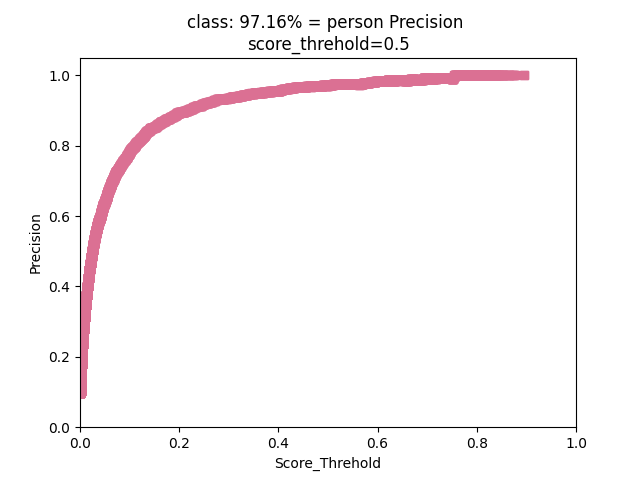 class: 97.16% = person Precision
score_threhold=0.5
1.0
0.8
0.6
0.4
0.2
0.0
Precision
0.0 0.2 0.4 0.6 0.8 1.0
Score_Threhold